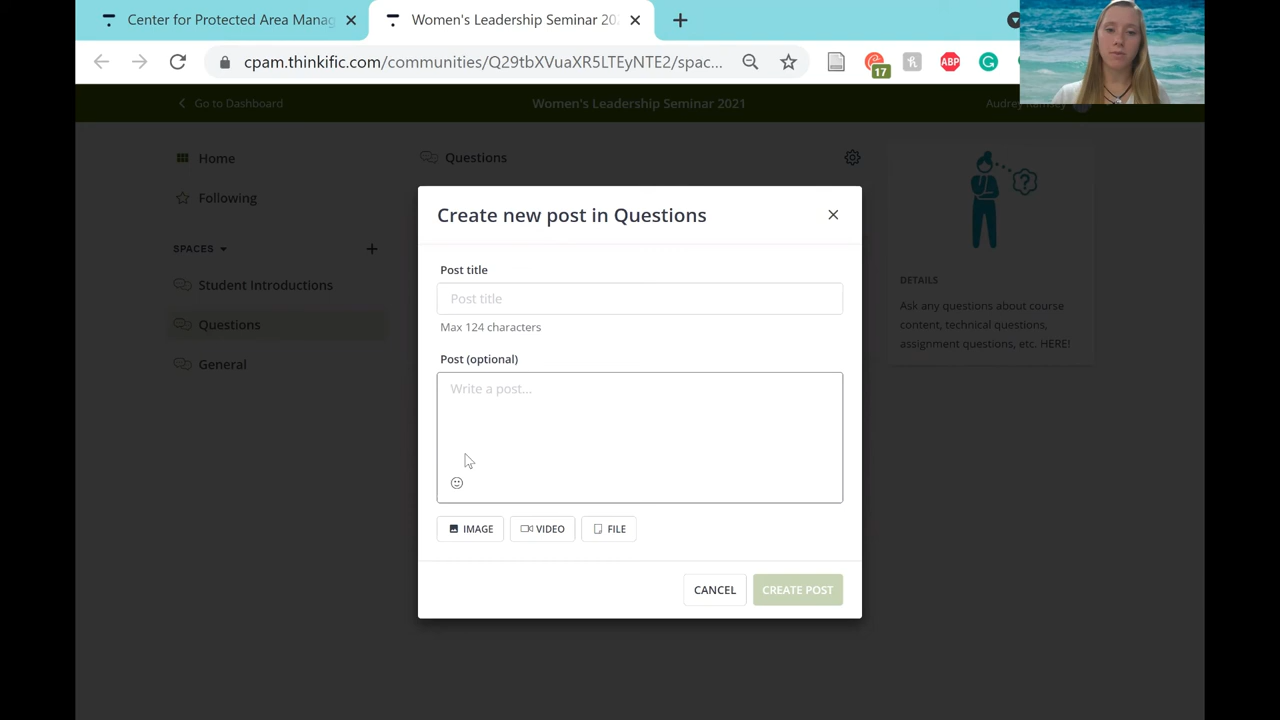 Center for Protected Area Manag
Women's Leadership Seminar 202
cpam.thinkific.com/communities/Q29tbXVuaXR5LTEyNTE2/spac...
17
ABP
Go to Dashboard
Women's Leadership Seminar 2021
Audrey
Home
Following
SPACES
Student Introductions
Questions
General
Questions
Create new post in Questions
Post title
Post title
Max 124 characters
Post (optional)
Write a post...
IMAGE
VIDEO
FILE
CANCEL
CREATE POST
DETAILS
Ask any questions about course
content, technical questions,
assignment questions, etc. HERE!